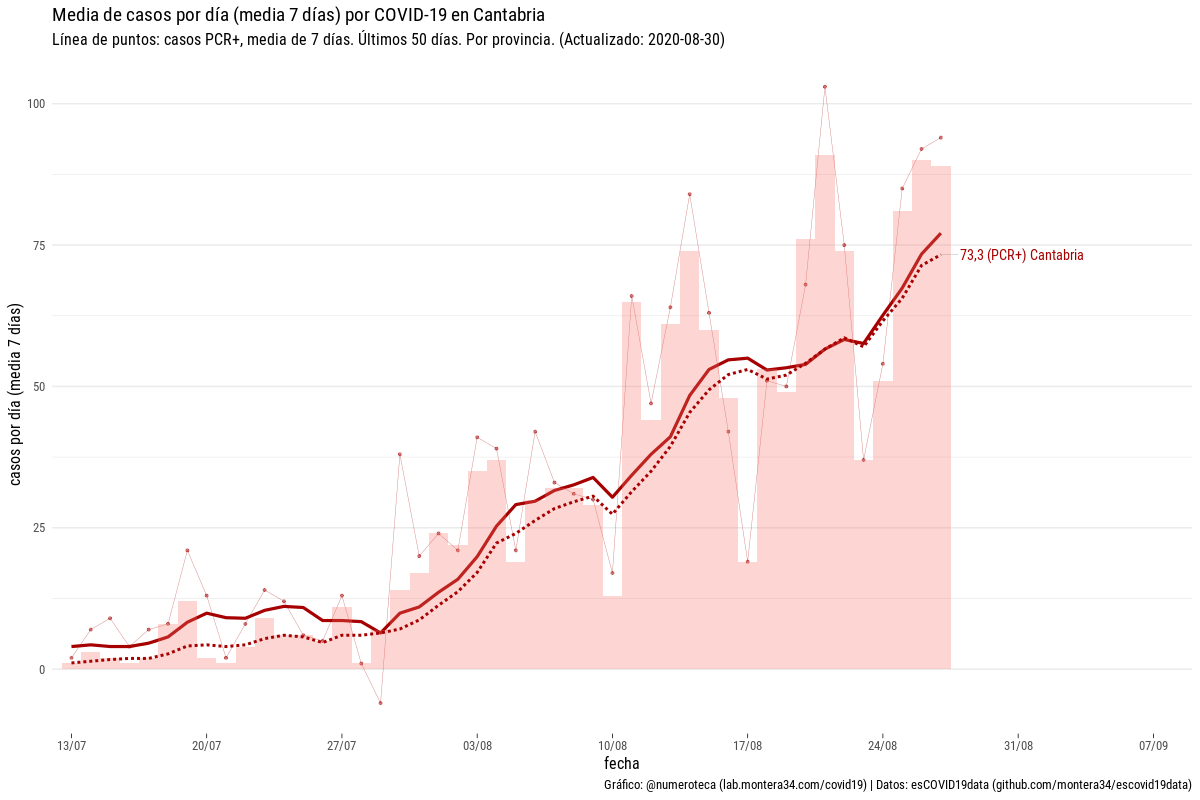 Media de casos por día (media 7 días) por COVID-19 en Cantabria
Línea de puntos: casos PCR+, media de 7 días. Últimos 50 días. Por provincia. (Actualizado: 2020-08-30)
casos por día (media 7 días)
100
75
50
25
0
73,3 (PCR+) Cantabria
13/07
20/07
27/07
03/08
10/08
17/08
24/08
31/08
07/09
fecha
Gráfico: @numeroteca (lab.montera34.com/covid19) | Datos: esCOVID19data (github.com/montera34/escovid19data)